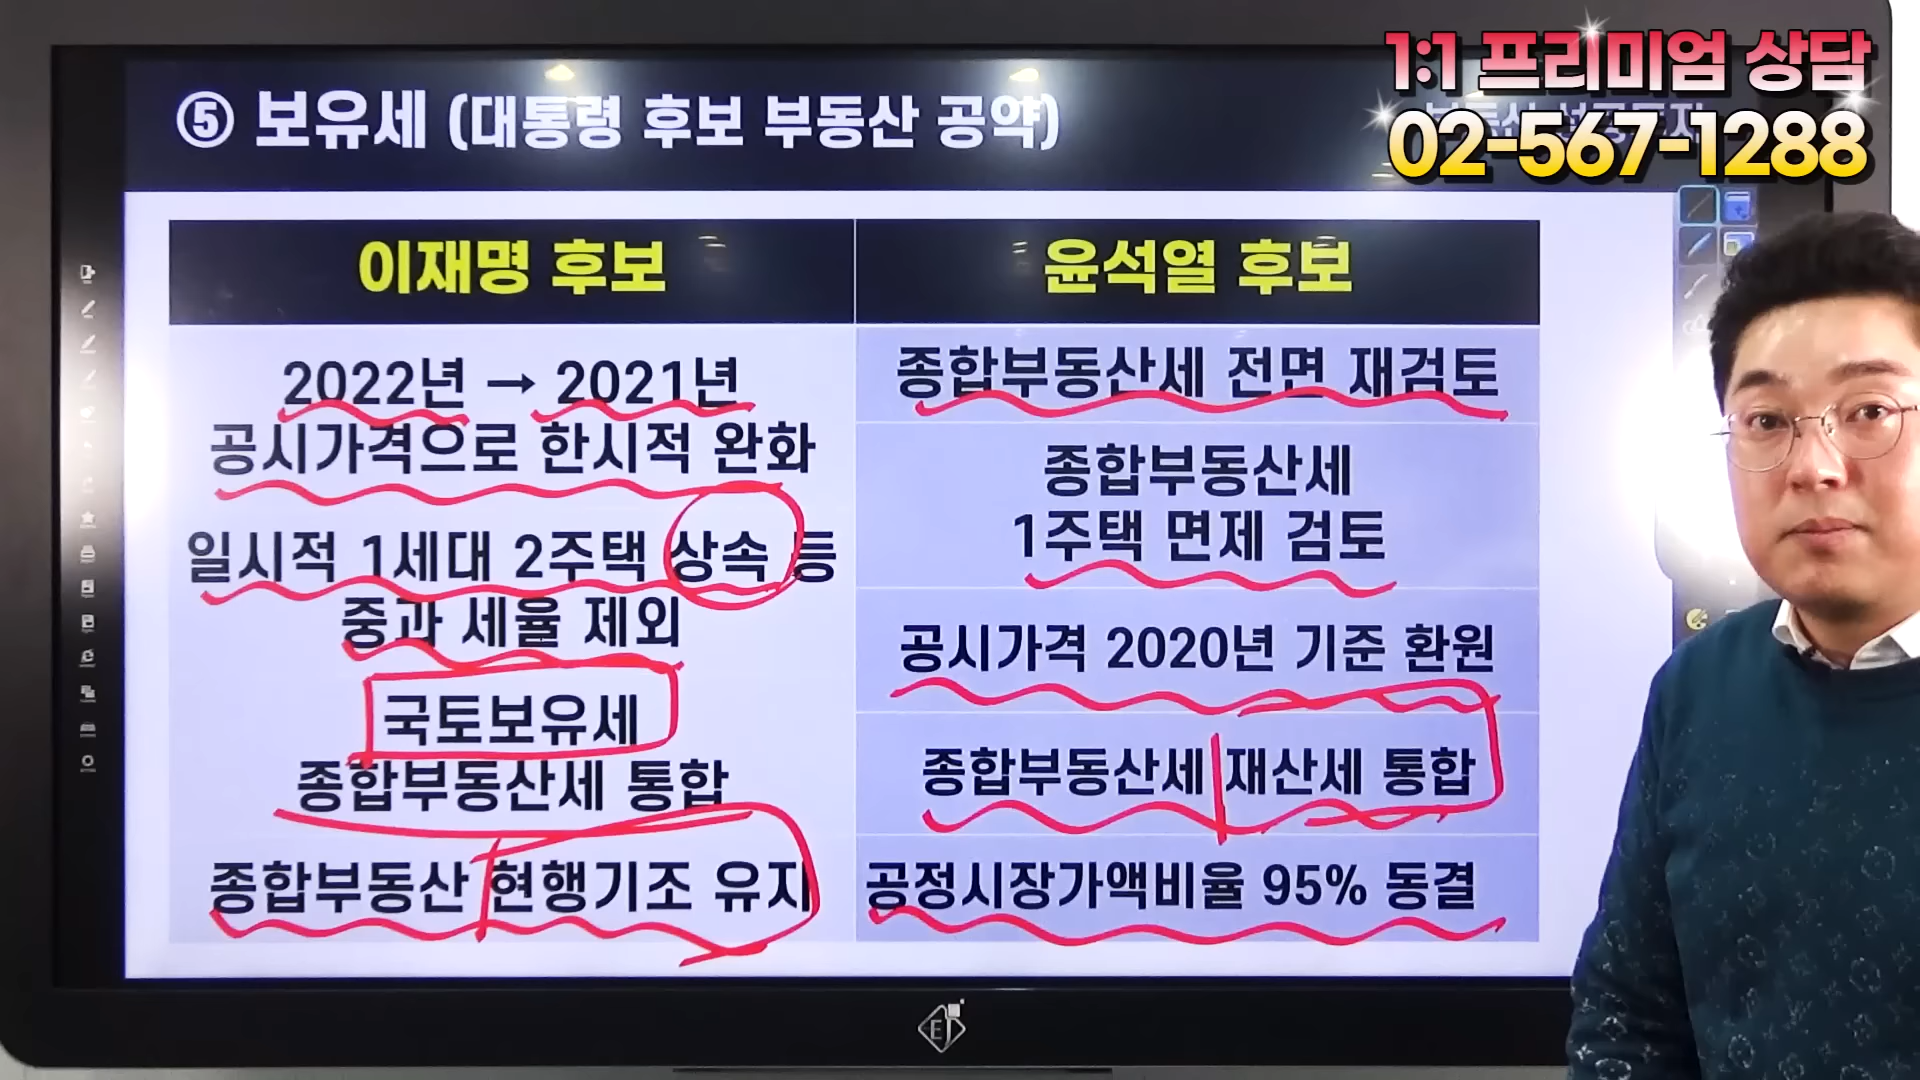 1:1 프리미엄 상담
02-567-1288
⑤ 보유세 (대통령 후보 부동산 공약)
이재명 후보
2022년 → 2021년
공시가격으로 한시적 완화
일시적 1세대 2주택 상속 등
중과 세율 제외
국토보유세
종합부동산세 통합
종합부동산 현행기조 유지
윤석열 후보
종합부동산세 전면 재검토
종합부동산세
1주택 면제 검토
공시가격 2020년 기준 환원
종합부동산세 재산세 통합
공정시장가액비율 95% 동결